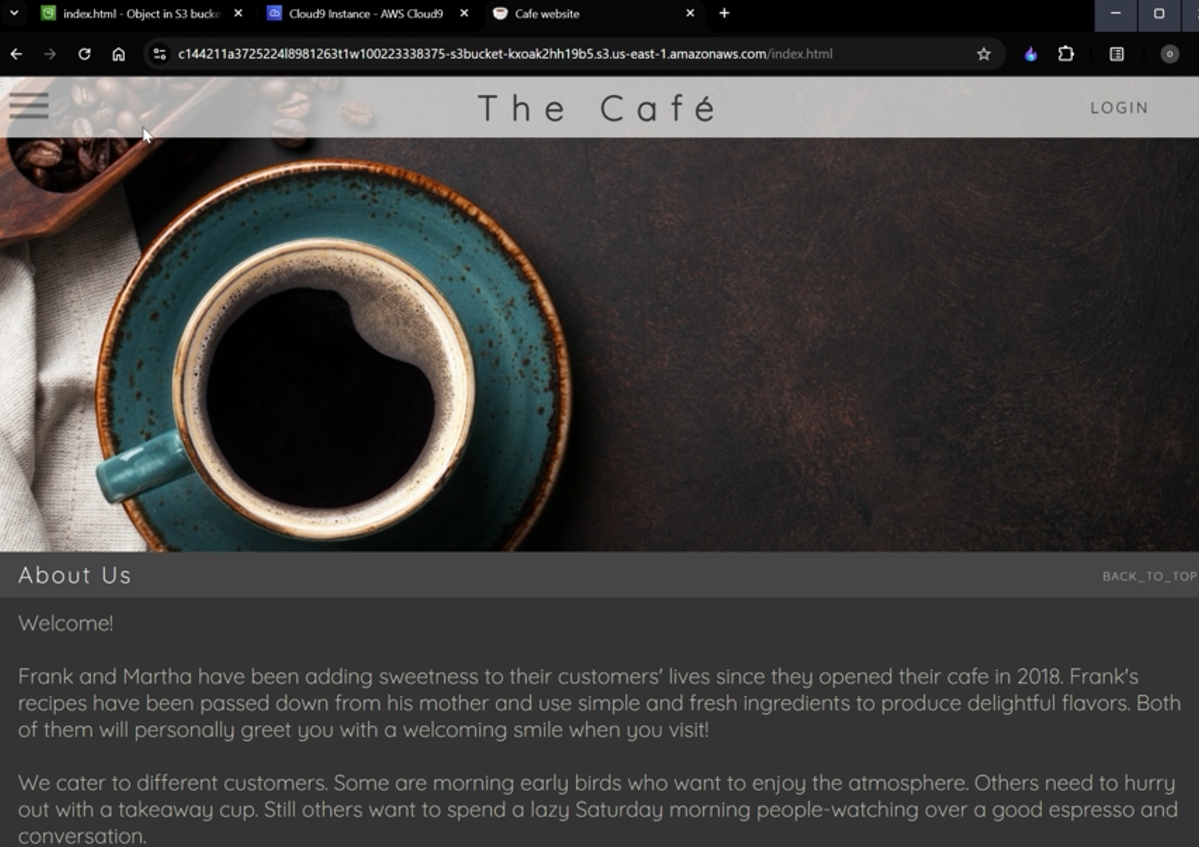 index.html - Object in S3 bucke
Cloud9 Instance - AWS Cloud9
Cafe website
c144211a3725224l8981263t1w100223338375-s3bucket-kxoak2hh19b5.s3.us-east-1.amazonaws.com/index.html
The Café
LOGIN
About Us
BACK_TO_TOP
Welcome!
Frank and Martha have been adding sweetness to their customers' lives since they opened their cafe in 2018. Frank's
recipes have been passed down from his mother and use simple and fresh ingredients to produce delightful flavors. Both
of them will personally greet you with a welcoming smile when you visit!
We cater to different customers. Some are morning early birds who want to enjoy the atmosphere. Others need to hurry
out with a takeaway cup. Still others want to spend a lazy Saturday morning people-watching over a good espresso and
conversation.